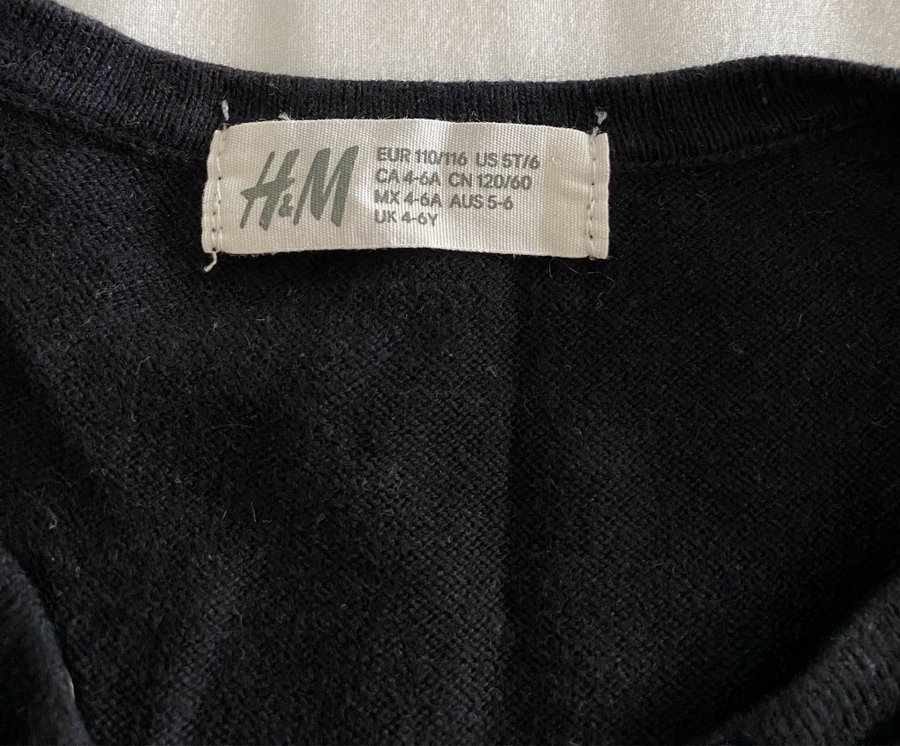 H&M
EUR 110/116 US 5T/6
CA 4-6A CN 120/60
MX 4-6A AUS 5-6
UK 4-6Y